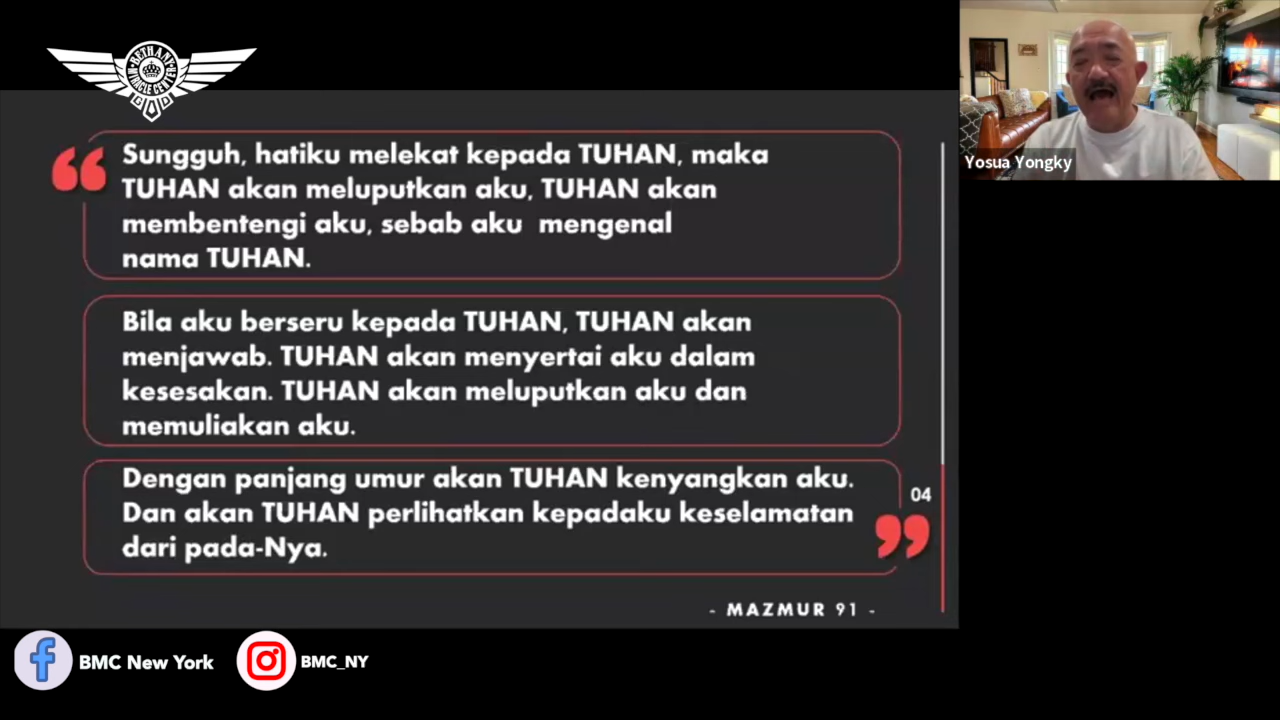 BETHANY
MIRACLE CENTER
Yosua Yongky
Sungguh, hatiku melekat kepada TUHAN, maka
TUHAN akan meluputkan aku, TUHAN akan
membentengi aku, sebab aku mengenal
nama TUHAN.
Bila aku berseru kepada TUHAN, TUHAN akan
menjawab. TUHAN akan menyertai aku dalam
kesesakan. TUHAN akan meluputkan aku dan
memuliakan aku.
Dengan panjang umur akan TUHAN kenyangkan aku.
Dan akan TUHAN perlihatkan kepadaku keselamatan
dari pada-Nya.
04
- MAZMUR 91 -
BMC New York
BMC_NY